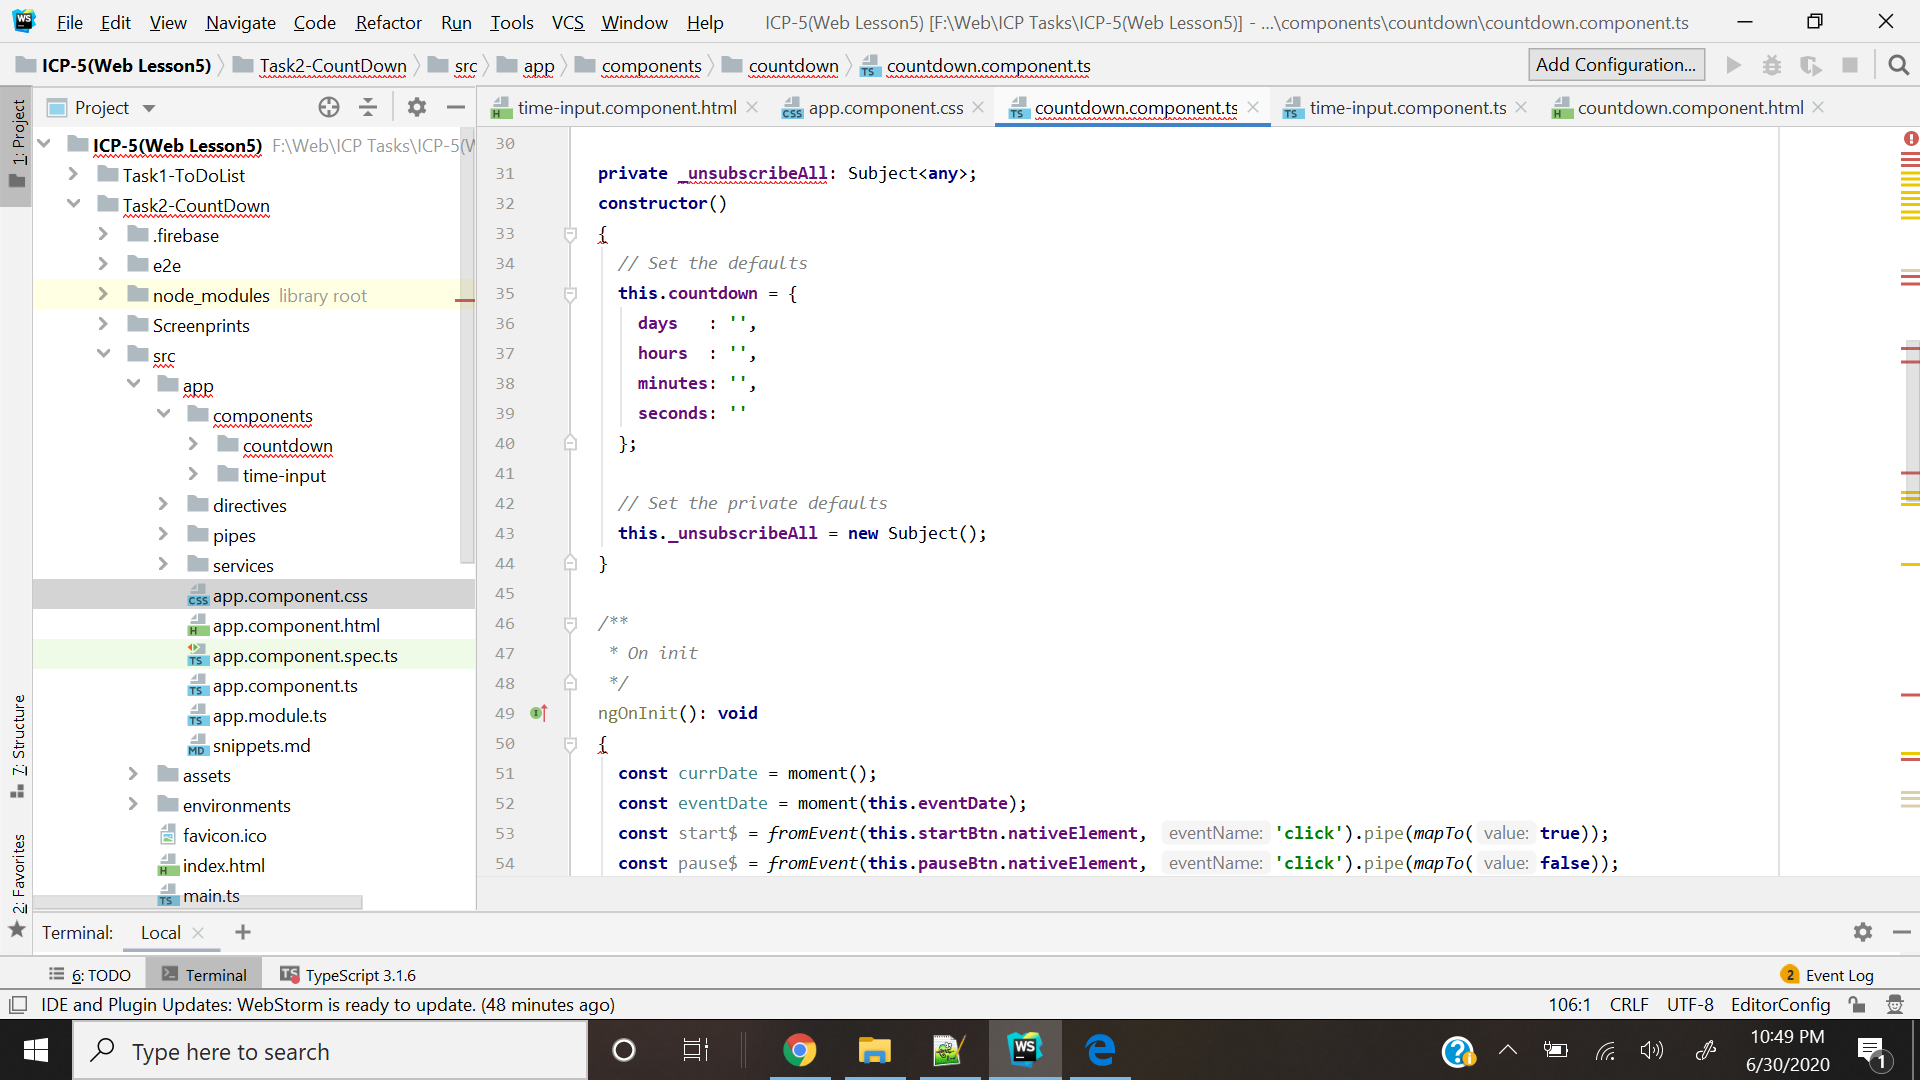 File Edit View Navigate Code Refactor Run Tools VCS Window Help ICP-5(Web Lesson5) [F:\Web\ICP Tasks\ICP-5(Web Lesson5)] - ...\components\countdown\countdown.component.ts
ICP-5(Web Lesson5) Task2-CountDown src app components countdown countdown.component.ts Add Configuration...
Project
time-input.component.html app.component.css countdown.component.ts time-input.component.ts countdown.component.html
1: Project
7: Structure
2: Favorites
ICP-5(Web Lesson5) F:\Web\ICP Tasks\ICP-5(W
Task1-ToDoList
Task2-CountDown
.firebase
e2e
node_modules library root
Screenprints
src
app
components
countdown
time-input
directives
pipes
services
app.component.css
app.component.html
app.component.spec.ts
app.component.ts
app.module.ts
snippets.md
assets
environments
favicon.ico
index.html
main.ts
30
31 private _unsubscribeAll: Subject<any>;
32 constructor()
33 {
34 // Set the defaults
35 this.countdown = {
36 days   : '',
37 hours  : '',
38 minutes: '',
39 seconds: ''
40 };
41
42 // Set the private defaults
43 this._unsubscribeAll = new Subject();
44 }
45
46 /**
47 * On init
48 */
49 ngOnInit(): void
50 {
51 const currDate = moment();
52 const eventDate = moment(this.eventDate);
53 const start$ = fromEvent(this.startBtn.nativeElement, eventName: 'click').pipe(mapTo( value: true));
54 const pause$ = fromEvent(this.pauseBtn.nativeElement, eventName: 'click').pipe(mapTo( value: false));
Terminal: Local
6: TODO Terminal TypeScript 3.1.6 2 Event Log
IDE and Plugin Updates: WebStorm is ready to update. (48 minutes ago) 106:1 CRLF UTF-8 EditorConfig
Type here to search
10:49 PM
6/30/2020
1